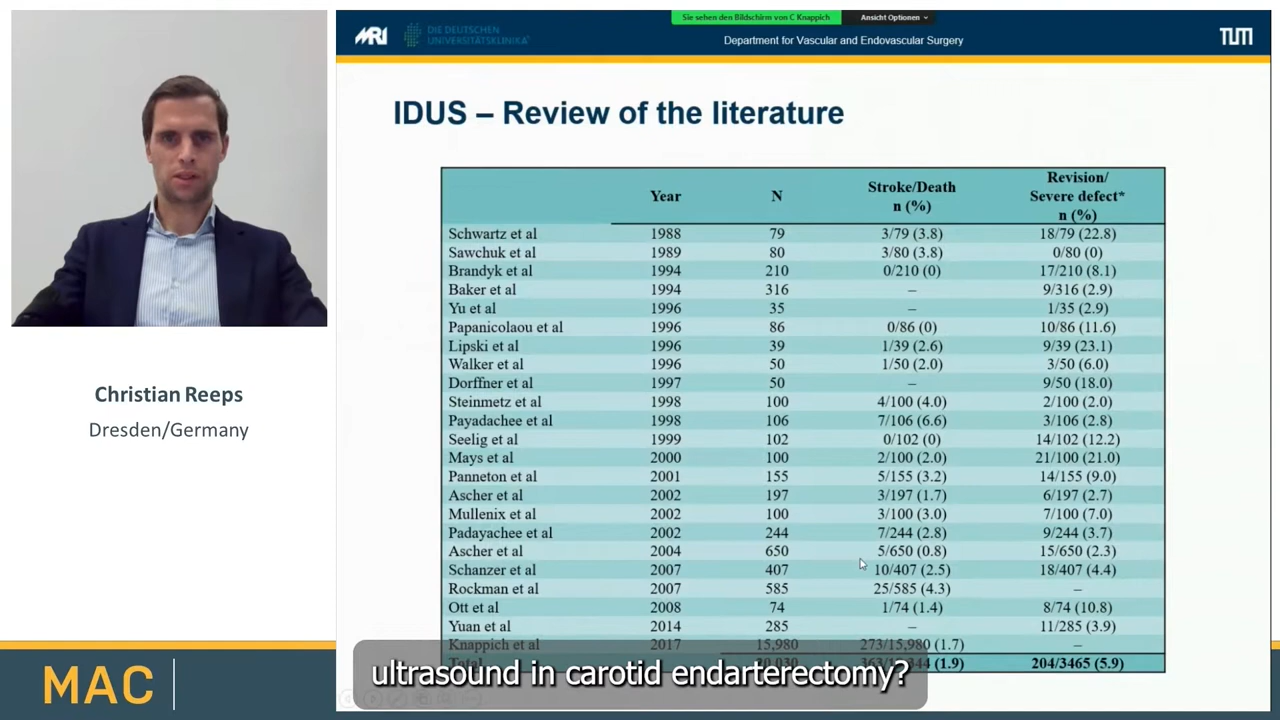 Sie sehen den Bildschirm von C Knappich Ansicht Optionen
MRI DIE DEUTSCHEN UNIVERSITÄTSKLINIKA Department for Vascular and Endovascular Surgery TUM
IDUS – Review of the literature
Year N Stroke/Death n (%) Revision/ Severe defect* n (%)
Schwartz et al 1988 79 3/79 (3.8) 18/79 (22.8)
Sawchuk et al 1989 80 3/80 (3.8) 0/80 (0)
Brandyk et al 1994 210 0/210 (0) 17/210 (8.1)
Baker et al 1994 316 – 9/316 (2.9)
Yu et al 1996 35 – 1/35 (2.9)
Papanicolaou et al 1996 86 0/86 (0) 10/86 (11.6)
Lipski et al 1996 39 1/39 (2.6) 9/39 (23.1)
Walker et al 1996 50 1/50 (2.0) 3/50 (6.0)
Dorffner et al 1997 50 – 9/50 (18.0)
Steinmetz et al 1998 100 4/100 (4.0) 2/100 (2.0)
Payadachee et al 1998 106 7/106 (6.6) 3/106 (2.8)
Seelig et al 1999 102 0/102 (0) 14/102 (12.2)
Mays et al 2000 100 2/100 (2.0) 21/100 (21.0)
Panneton et al 2001 155 5/155 (3.2) 14/155 (9.0)
Ascher et al 2002 197 3/197 (1.7) 6/197 (2.7)
Mullenix et al 2002 100 3/100 (3.0) 7/100 (7.0)
Padayachee et al 2002 244 7/244 (2.8) 9/244 (3.7)
Ascher et al 2004 650 5/650 (0.8) 15/650 (2.3)
Schanzer et al 2007 407 10/407 (2.5) 18/407 (4.4)
Rockman et al 2007 585 25/585 (4.3) –
Ott et al 2008 74 1/74 (1.4) 8/74 (10.8)
Yuan et al 2014 285 – 11/285 (3.9)
Knappich et al 2017 15,980 273/15,980 (1.7) –
(1.9) 204/3465 (5.9)
ultrasound in carotid endarterectomy?
Christian Reeps
Dresden/Germany
MAC